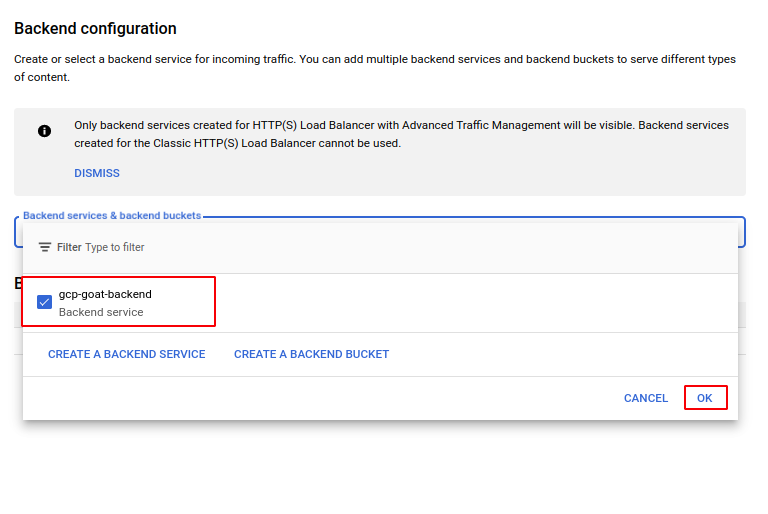 Backend configuration
Create or select a backend service for incoming traffic. You can add multiple backend services and backend buckets to serve different types
of content.
Only backend services created for HTTP(S) Load Balancer with Advanced Traffic Management will be visible. Backend services
created for the Classic HTTP(S) Load Balancer cannot be used.
DISMISS
Backend services & backend buckets
Filter Type to filter
B
gcp-goat-backend
Backend service
CREATE A BACKEND SERVICE CREATE A BACKEND BUCKET
CANCEL OK